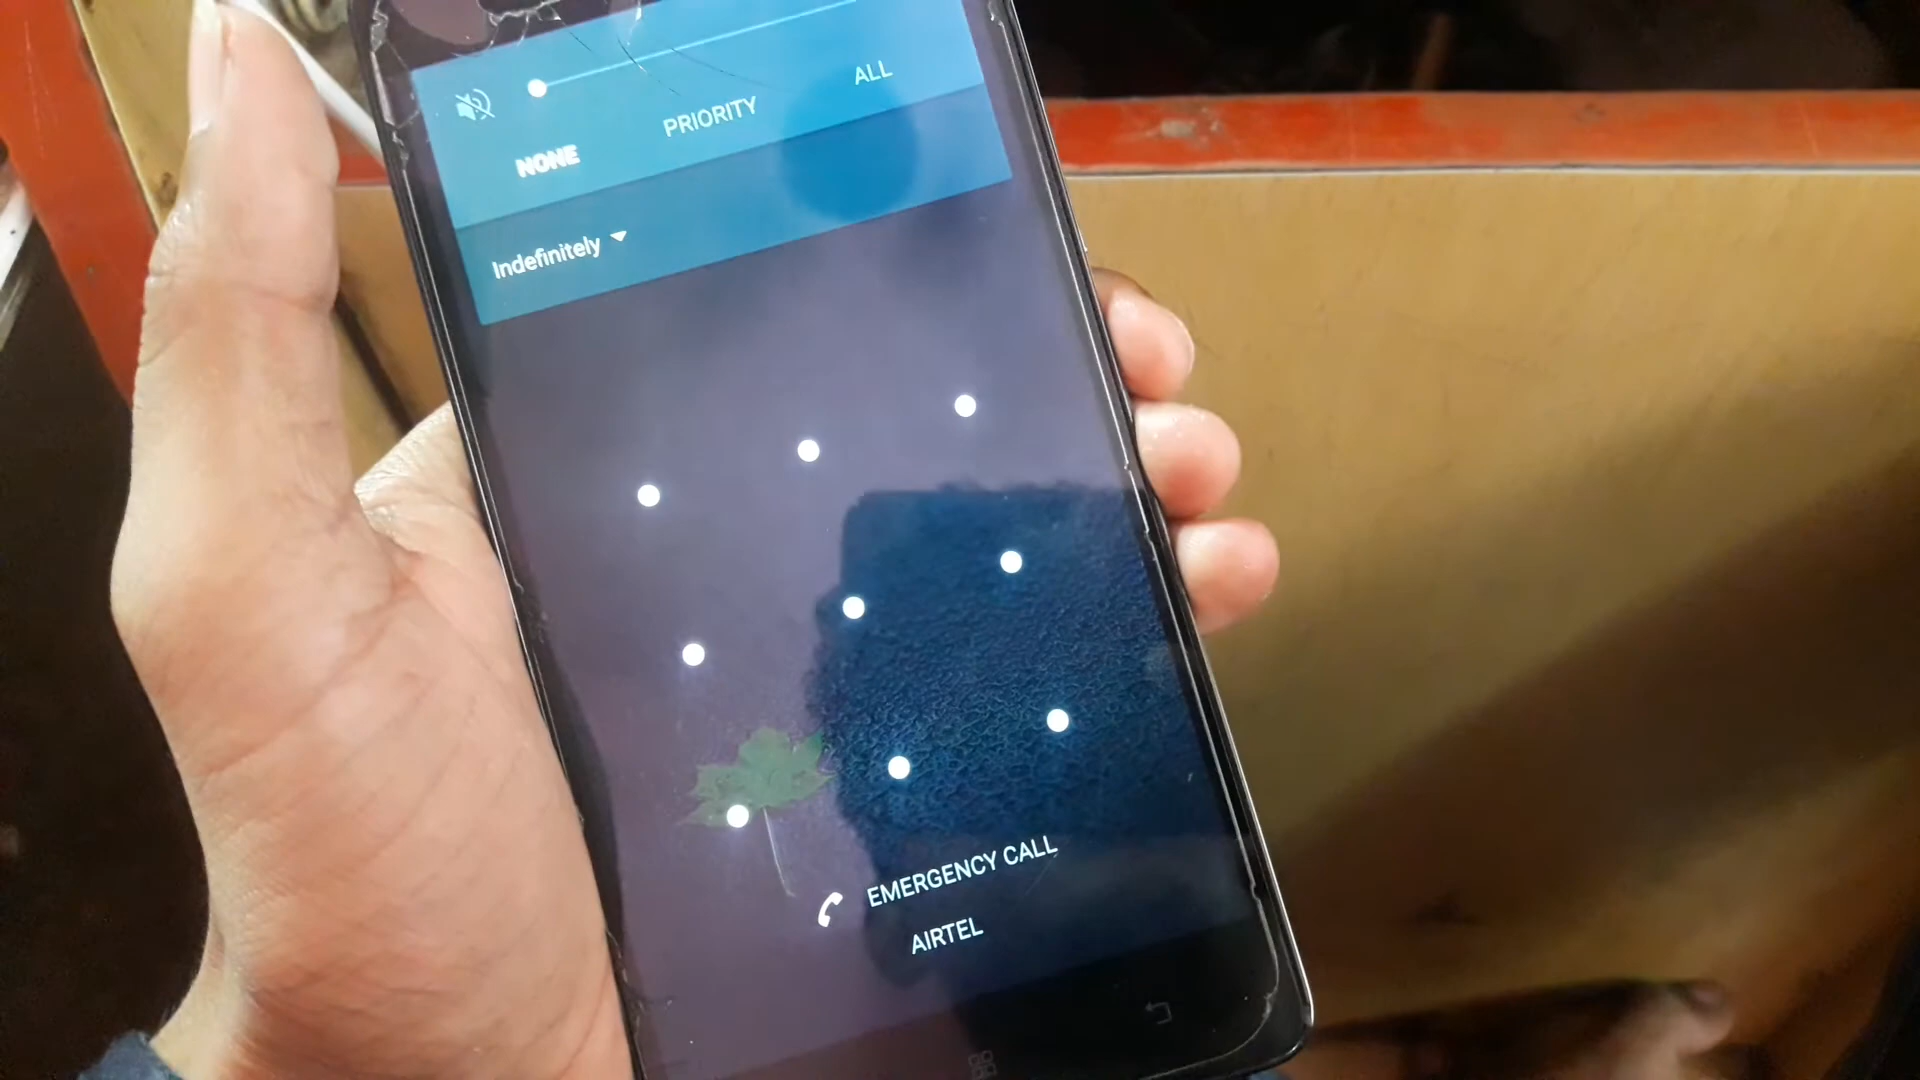 ALL
PRIORITY
NONE
Indefinitely
EMERGENCY CALL
AIRTEL